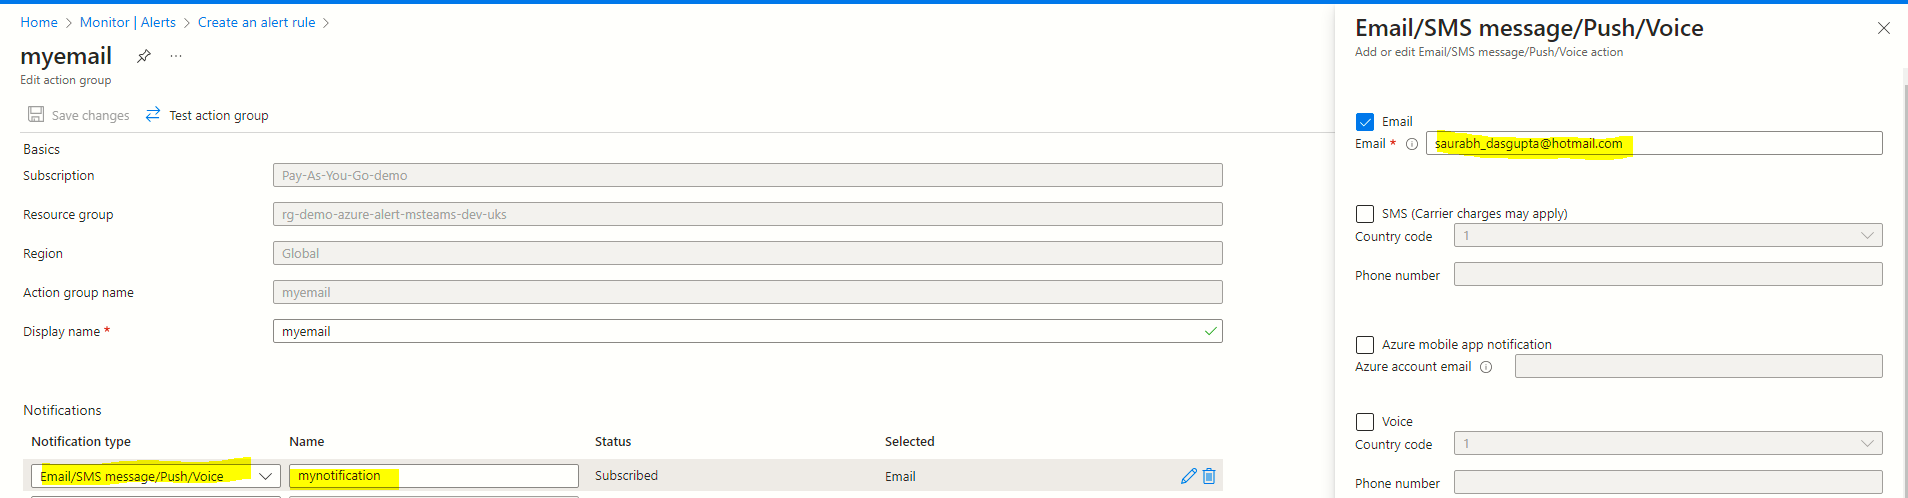 Home > Monitor | Alerts > Create an alert rule >
myemail
Edit action group
Save changes
Test action group
Basics
Subscription
Pay-As-You-Go-demo
Resource group
rg-demo-azure-alert-msteams-dev-uks
Region
Global
Action group name
myemail
Display name *
myemail
Notifications
Notification type Name Status Selected
Email/SMS message/Push/Voice mynotification Subscribed Email
Email/SMS message/Push/Voice
Add or edit Email/SMS message/Push/Voice action
Email
Email *
saurabh_dasgupta@hotmail.com
SMS (Carrier charges may apply)
Country code
1
Phone number
Azure mobile app notification
Azure account email
Voice
Country code
1
Phone number